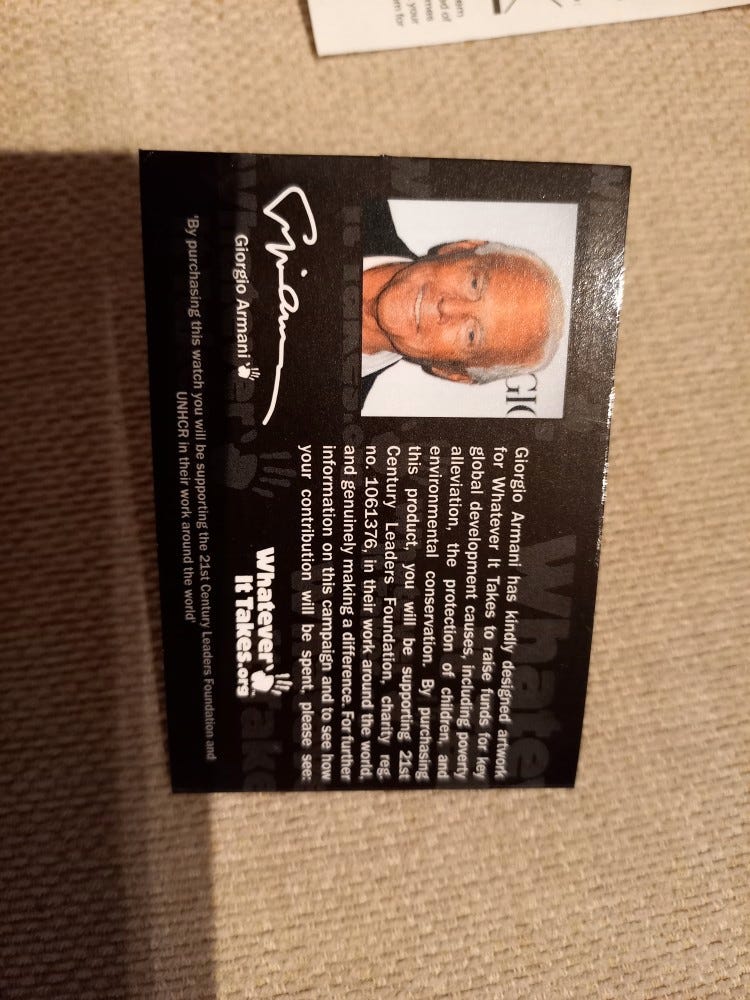 Giorgio Armani has kindly designed artwork
for Whatever It Takes to raise funds for key
global development causes, including poverty
alleviation, the protection of children, and
environmental conservation. By purchasing
this product, you will be supporting 21st
Century Leaders Foundation, charity reg.
no. 1061376, in their work around the world,
and genuinely making a difference. For further
information on this campaign and to see how
your contribution will be spent, please see:
Giorgio Armani
Whatever
It Takes.org
'By purchasing this watch you will be supporting the 21st Century Leaders Foundation and
UNHCR in their work around the world'